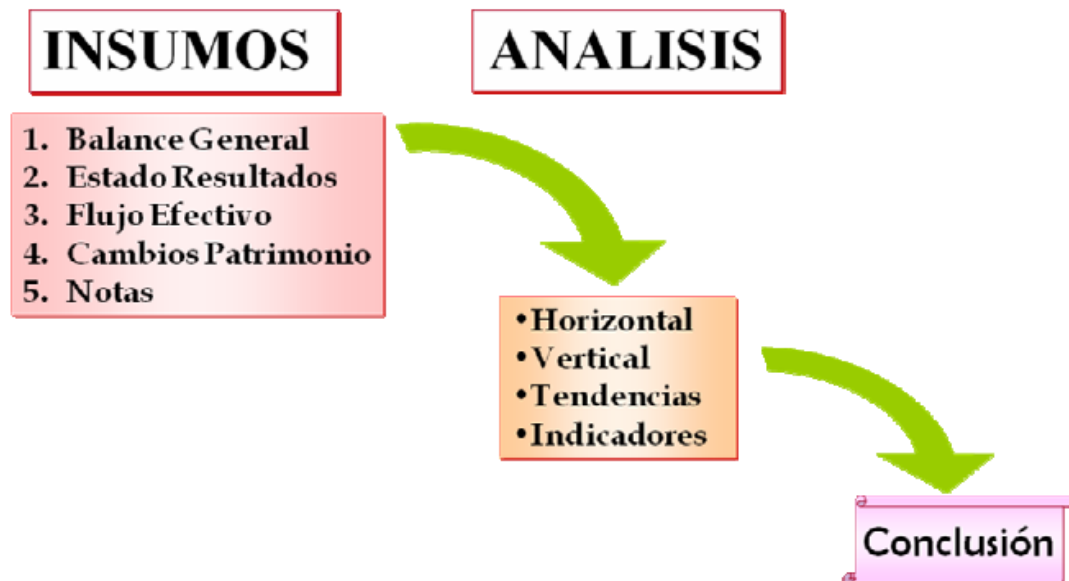 INSUMOS
ANALISIS
1. Balance General
2. Estado Resultados
3. Flujo Efectivo
4. Cambios Patrimonio
5. Notas
•Horizontal
•Vertical
•Tendencias
•Indicadores
Conclusión